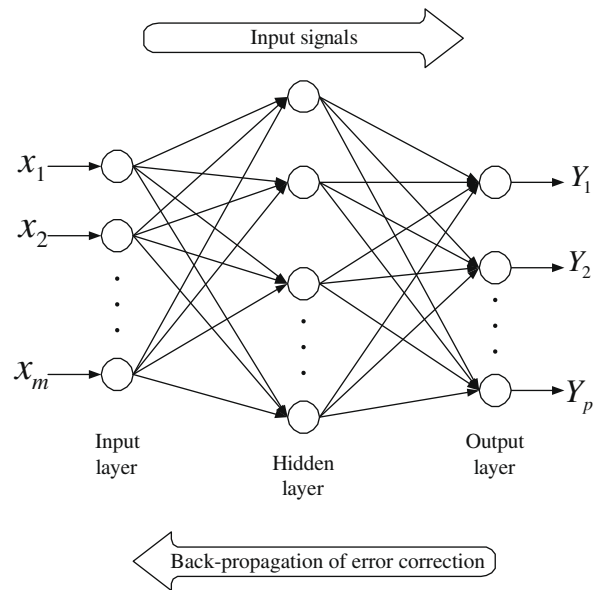 Input signals
x1
x2
xm
Y1
Y2
Yp
Input
layer
Hidden
layer
Output
layer
Back-propagation of error correction